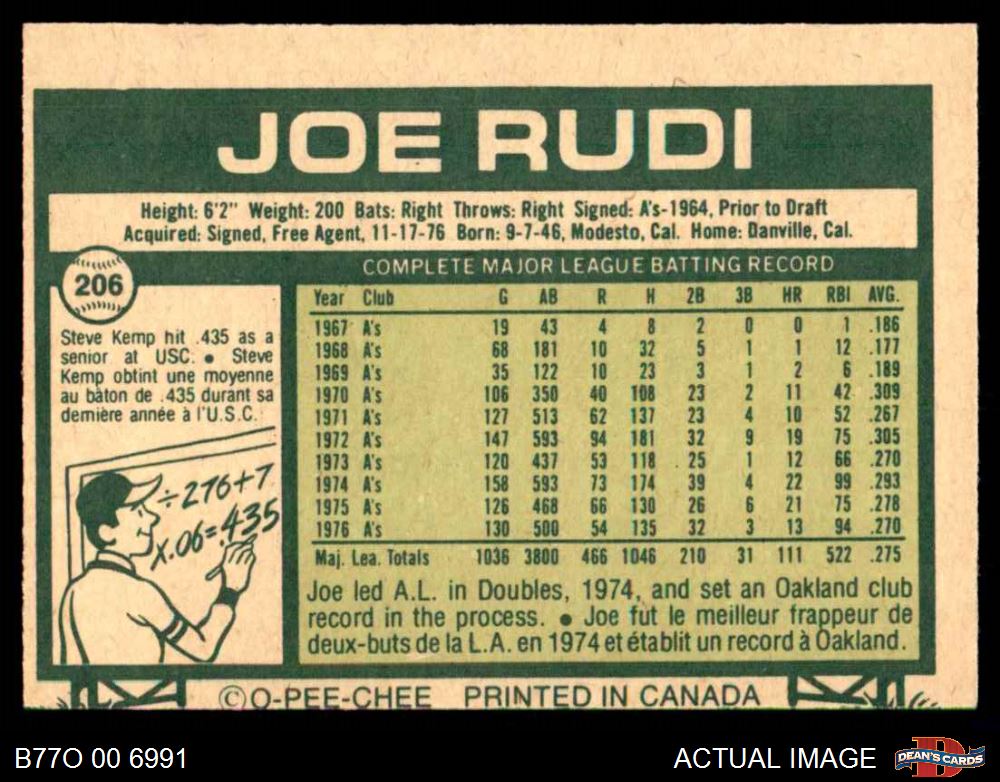 JOE RUDI
Height: 6'2" Weight: 200 Bats: Right Throws: Right Signed: A's-1964, Prior to Draft
Acquired: Signed, Free Agent, 11-17-76 Born: 9-7-46, Modesto, Cal. Home: Danville, Cal.
206
Steve Kemp hit .435 as a
senior at USC. ● Steve
Kemp obtint une moyenne
au bâton de .435 durant sa
dernière année à l'U.S.C.
÷276+7
x.06=.435
COMPLETE MAJOR LEAGUE BATTING RECORD
Year Club G AB R H 2B 3B HR RBI AVG.
1967 A's 19 43 4 8 2 0 0 1 .186
1968 A's 68 181 10 32 5 1 1 12 .177
1969 A's 35 122 10 23 3 1 2 6 .189
1970 A's 106 350 40 108 23 2 11 42 .309
1971 A's 127 513 62 137 23 4 10 52 .267
1972 A's 147 593 94 181 32 9 19 75 .305
1973 A's 120 437 53 118 25 1 12 66 .270
1974 A's 158 593 73 174 39 4 22 99 .293
1975 A's 126 468 66 130 26 6 21 75 .278
1976 A's 130 500 54 135 32 3 13 94 .270
Maj. Lea. Totals 1036 3800 466 1046 210 31 111 522 .275
Joe led A.L. in Doubles, 1974, and set an Oakland club
record in the process. ● Joe fut le meilleur frappeur de
deux-buts de la L.A. en 1974 et établit un record à Oakland.
©O-PEE-CHEE PRINTED IN CANADA
B77O 00 6991
ACTUAL IMAGE
DEAN'S CARDS